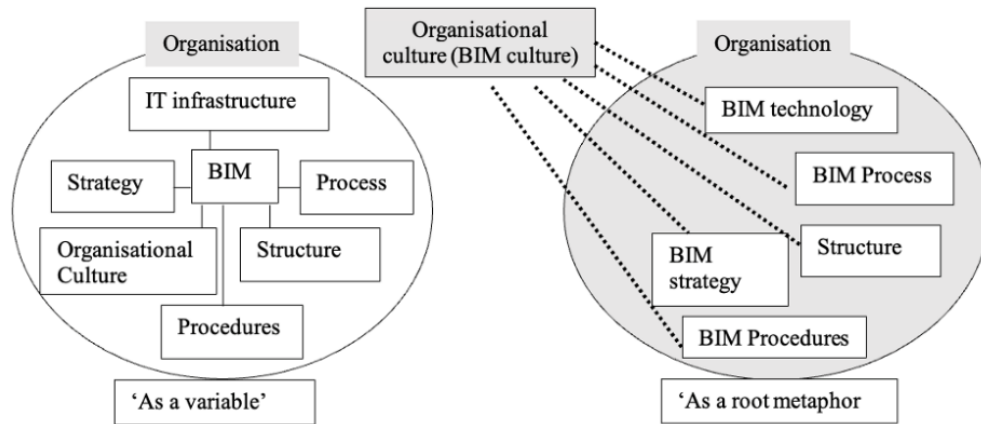 Organisation
IT infrastructure
BIM
Strategy
Process
Organisational
Culture
Structure
Procedures
‘As a variable’
Organisational
culture (BIM culture)
Organisation
BIM technology
BIM Process
Structure
BIM
strategy
BIM Procedures
‘As a root metaphor